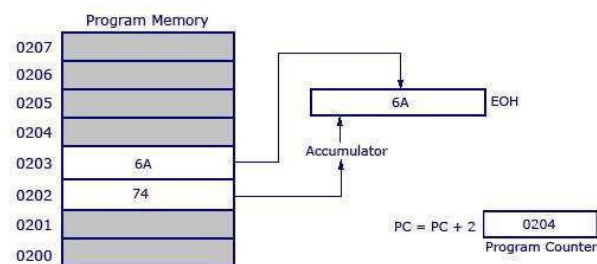 Program Memory
0207
0206
0205
0204
0203
6A
0202
74
0201
0200
6A
EOH
Accumulator
PC = PC + 2
0204
Program Counter